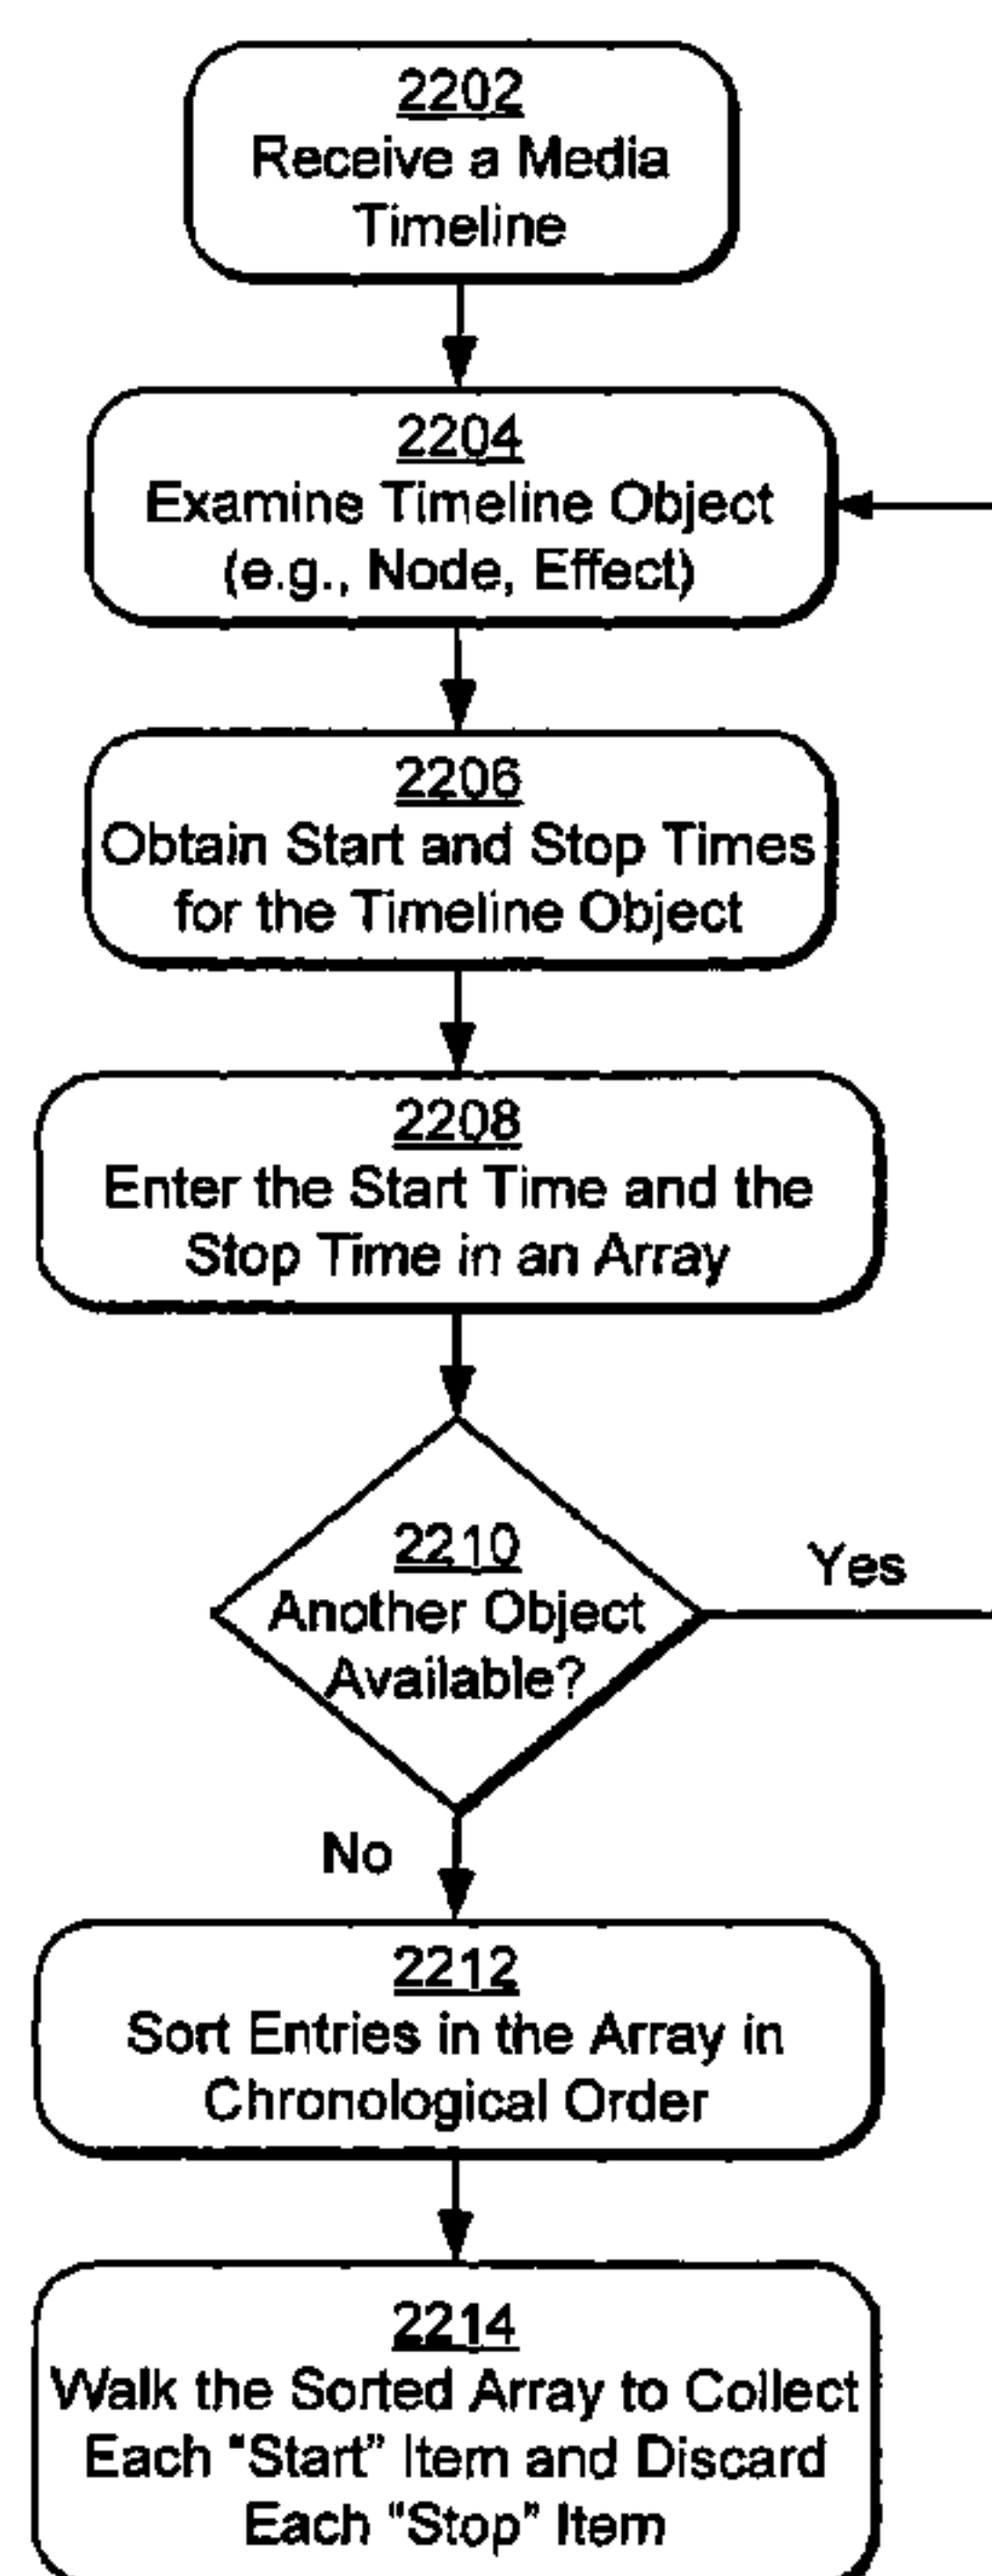 2202
Receive a Media
Timeline
2204
Examine Timeline Object
(e.g., Node, Effect)
2206
Obtain Start and Stop Times
for the Timeline Object
2208
Enter the Start Time and the
Stop Time in an Array
2210
Another Object
Available?
Yes
No
2212
Sort Entries in the Array in
Chronological Order
2214
Walk the Sorted Array to Collect
Each “Start” Item and Discard
Each “Stop” Item